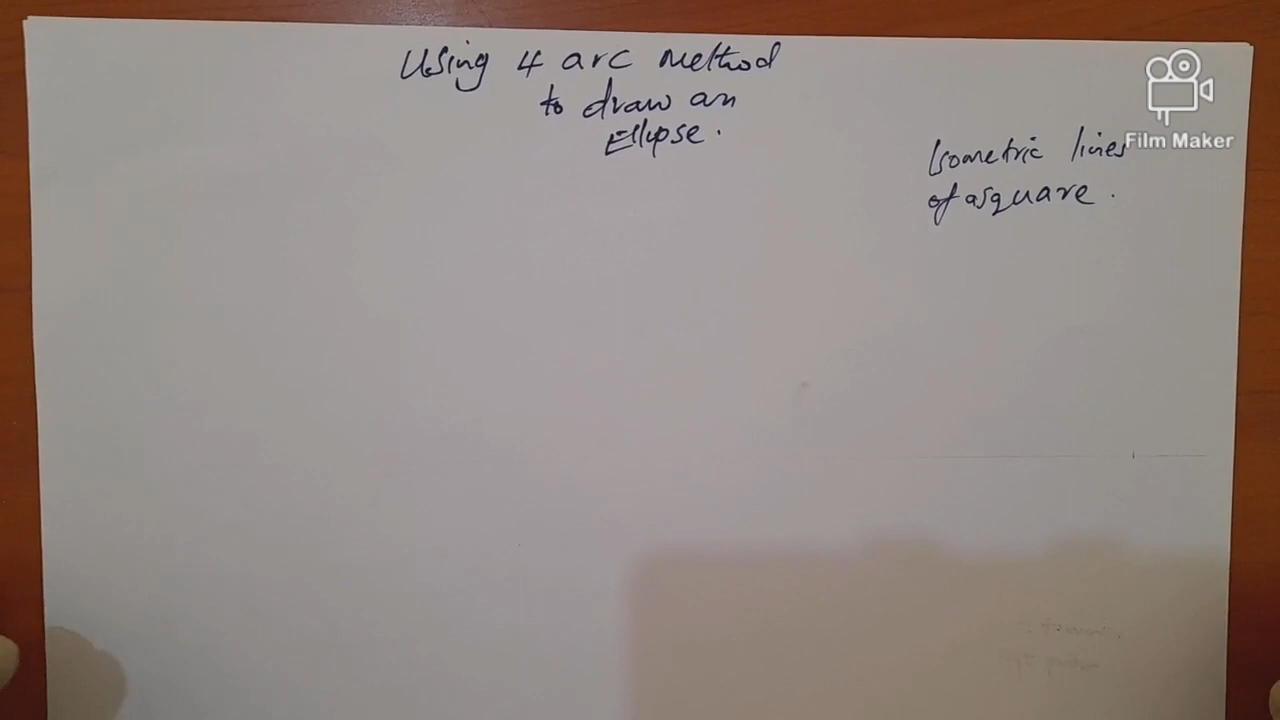 Using 4 arc method
to draw an
Ellipse.
Isometric lines
of a square.
Film Maker